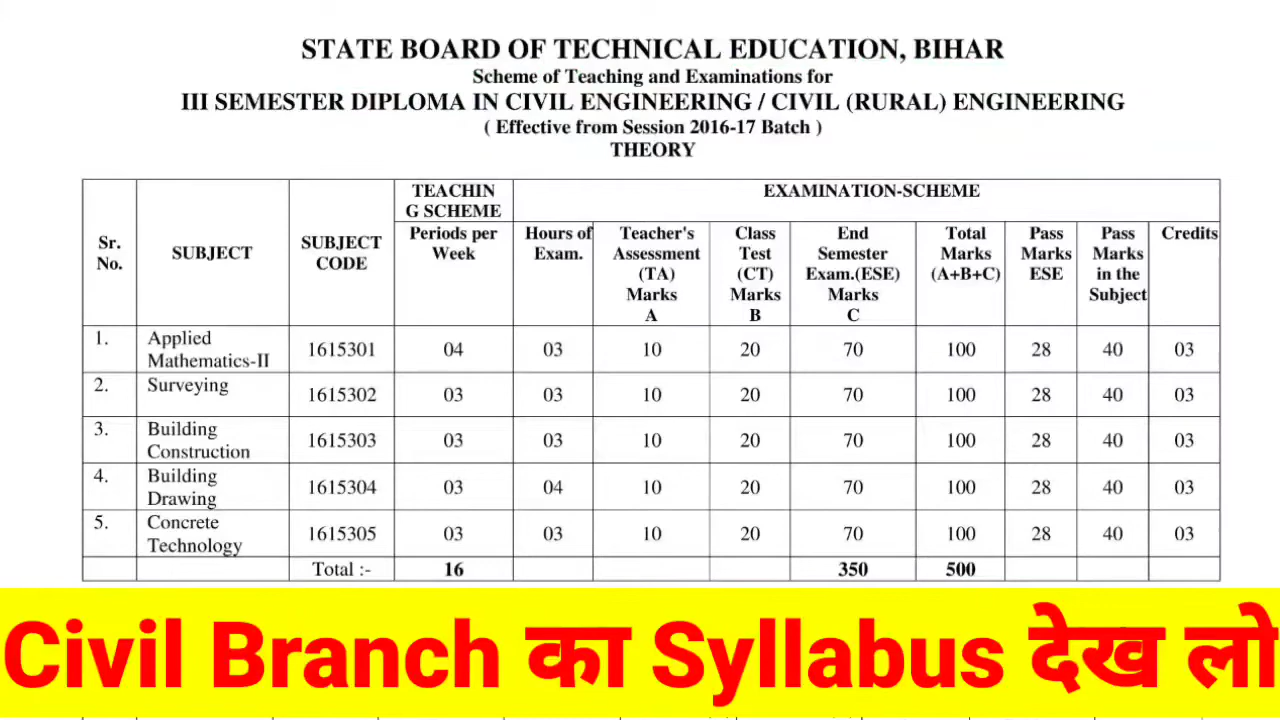 STATE BOARD OF TECHNICAL EDUCATION, BIHAR
Scheme of Teaching and Examinations for
III SEMESTER DIPLOMA IN CIVIL ENGINEERING / CIVIL (RURAL) ENGINEERING
( Effective from Session 2016-17 Batch )
THEORY
Sr. No. SUBJECT SUBJECT CODE TEACHIN G SCHEME EXAMINATION-SCHEME
Periods per Week Hours of Exam. Teacher's Assessment (TA) Marks A Class Test (CT) Marks B End Semester Exam.(ESE) Marks C Total Marks (A+B+C) Pass Marks ESE Pass Marks in the Subject Credits
1. Applied Mathematics-II 1615301 04 03 10 20 70 100 28 40 03
2. Surveying 1615302 03 03 10 20 70 100 28 40 03
3. Building Construction 1615303 03 03 10 20 70 100 28 40 03
4. Building Drawing 1615304 03 04 10 20 70 100 28 40 03
5. Concrete Technology 1615305 03 03 10 20 70 100 28 40 03
Total :- 16 350 500
Civil Branch का Syllabus देख लो